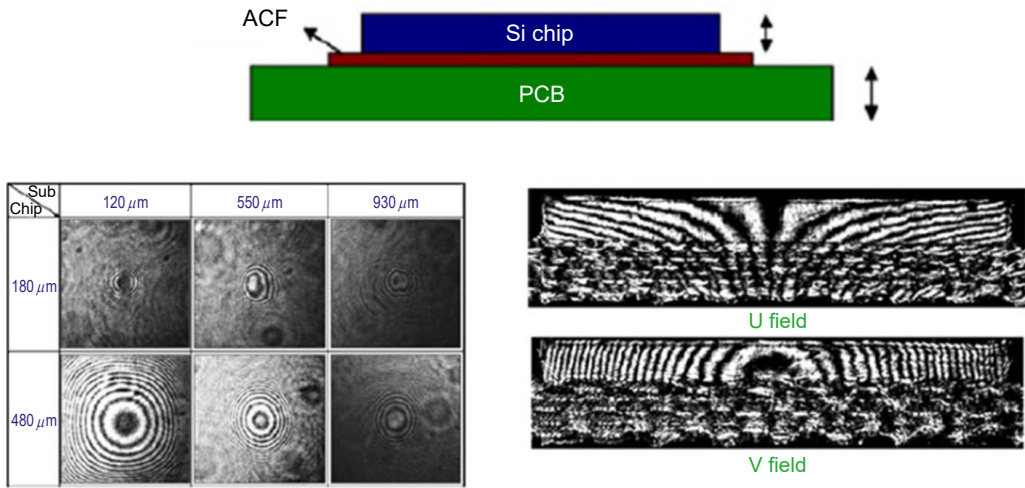 ACF
Si chip
PCB
Sub
Chip
120 μm
550 μm
930 μm
180 μm
480 μm
U field
V field